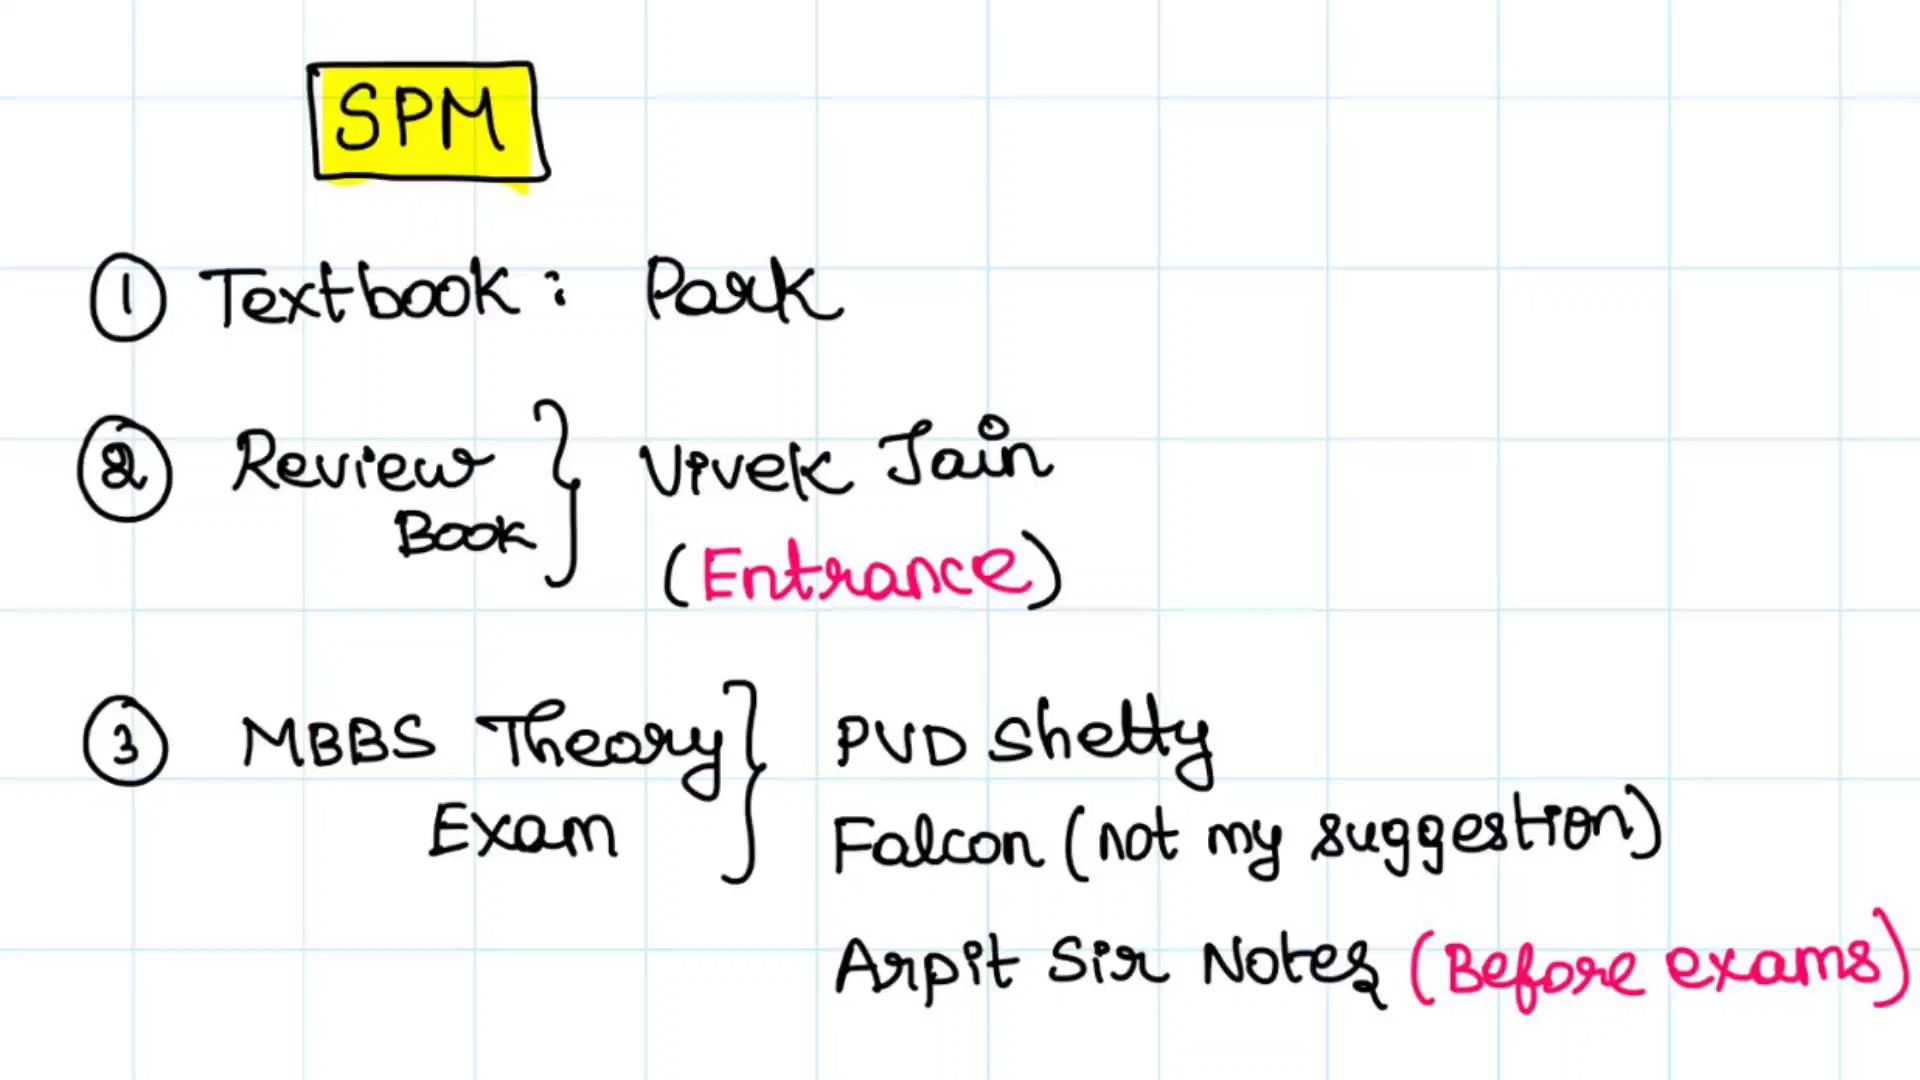 SPM
① Textbook : Park
② Review Book } Vivek Jain
(Entrance)
③ MBBS Theory Exam } PVD Shetty
Falcon (not my suggestion)
Arpit Sir Notes (Before exams)